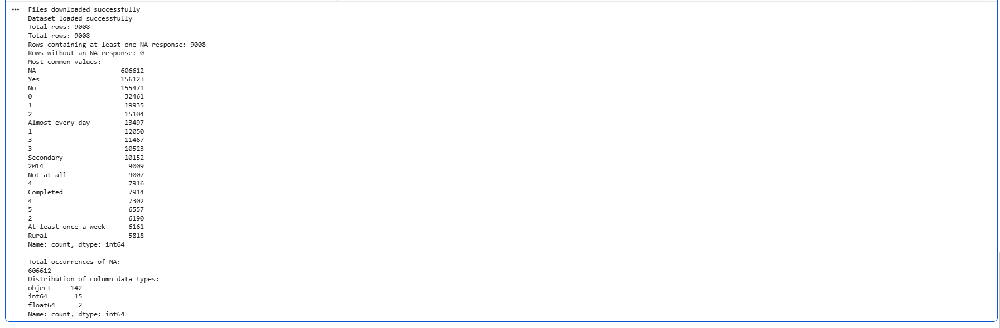 ••• Files downloaded successfully
Dataset loaded successfully
Total rows: 9008
Total rows: 9008
Rows containing at least one NA response: 9008
Rows without an NA response: 0
Most common values:
NA                      606612
Yes                     156123
No                      155471
0                        32461
1                        19935
2                        15104
Almost every day         13497
1                        12050
3                        11467
3                        10523
Secondary                10152
2014                      9009
Not at all                9007
4                         7916
Completed                 7914
4                         7302
5                         6557
2                         6190
At least once a week      6161
Rural                     5818
Name: count, dtype: int64

Total occurrences of NA:
606612
Distribution of column data types:
object     142
int64       15
float64      2
Name: count, dtype: int64